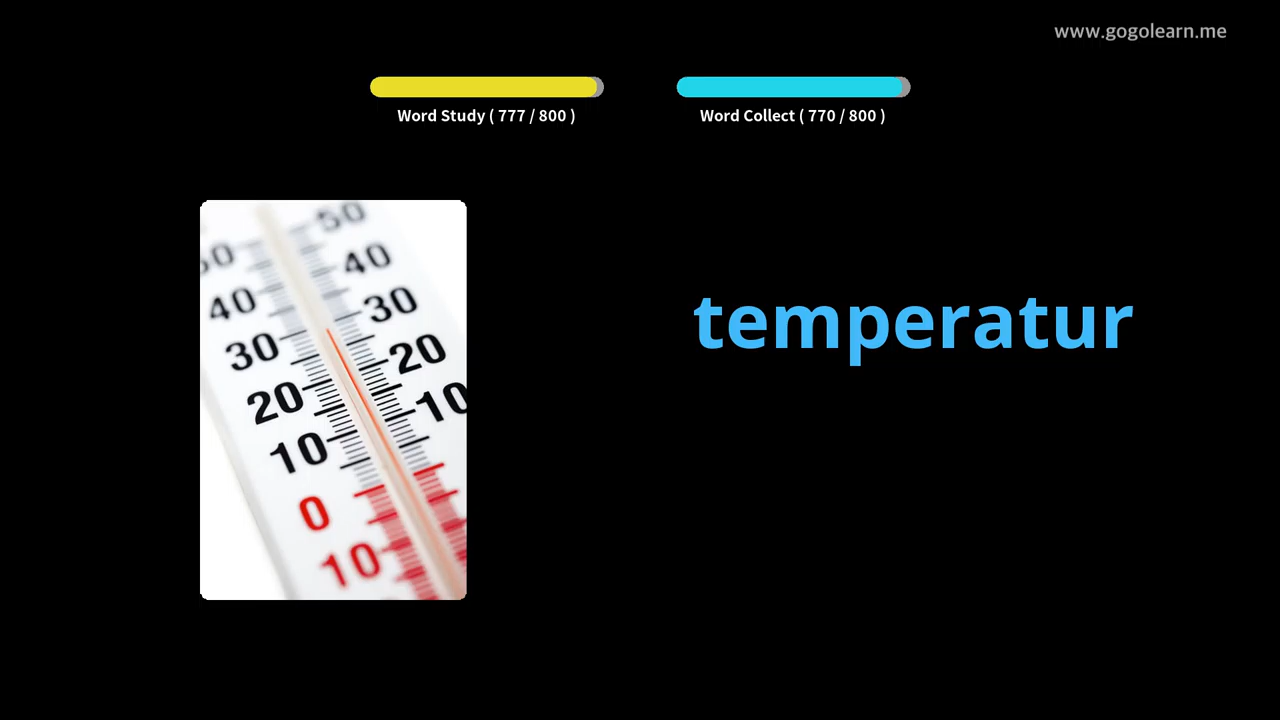 www.gogolearn.me
Word Study ( 777 / 800 )
Word Collect ( 770 / 800 )
temperatur
50
40 40
30 30
20 20
10 10
0
10